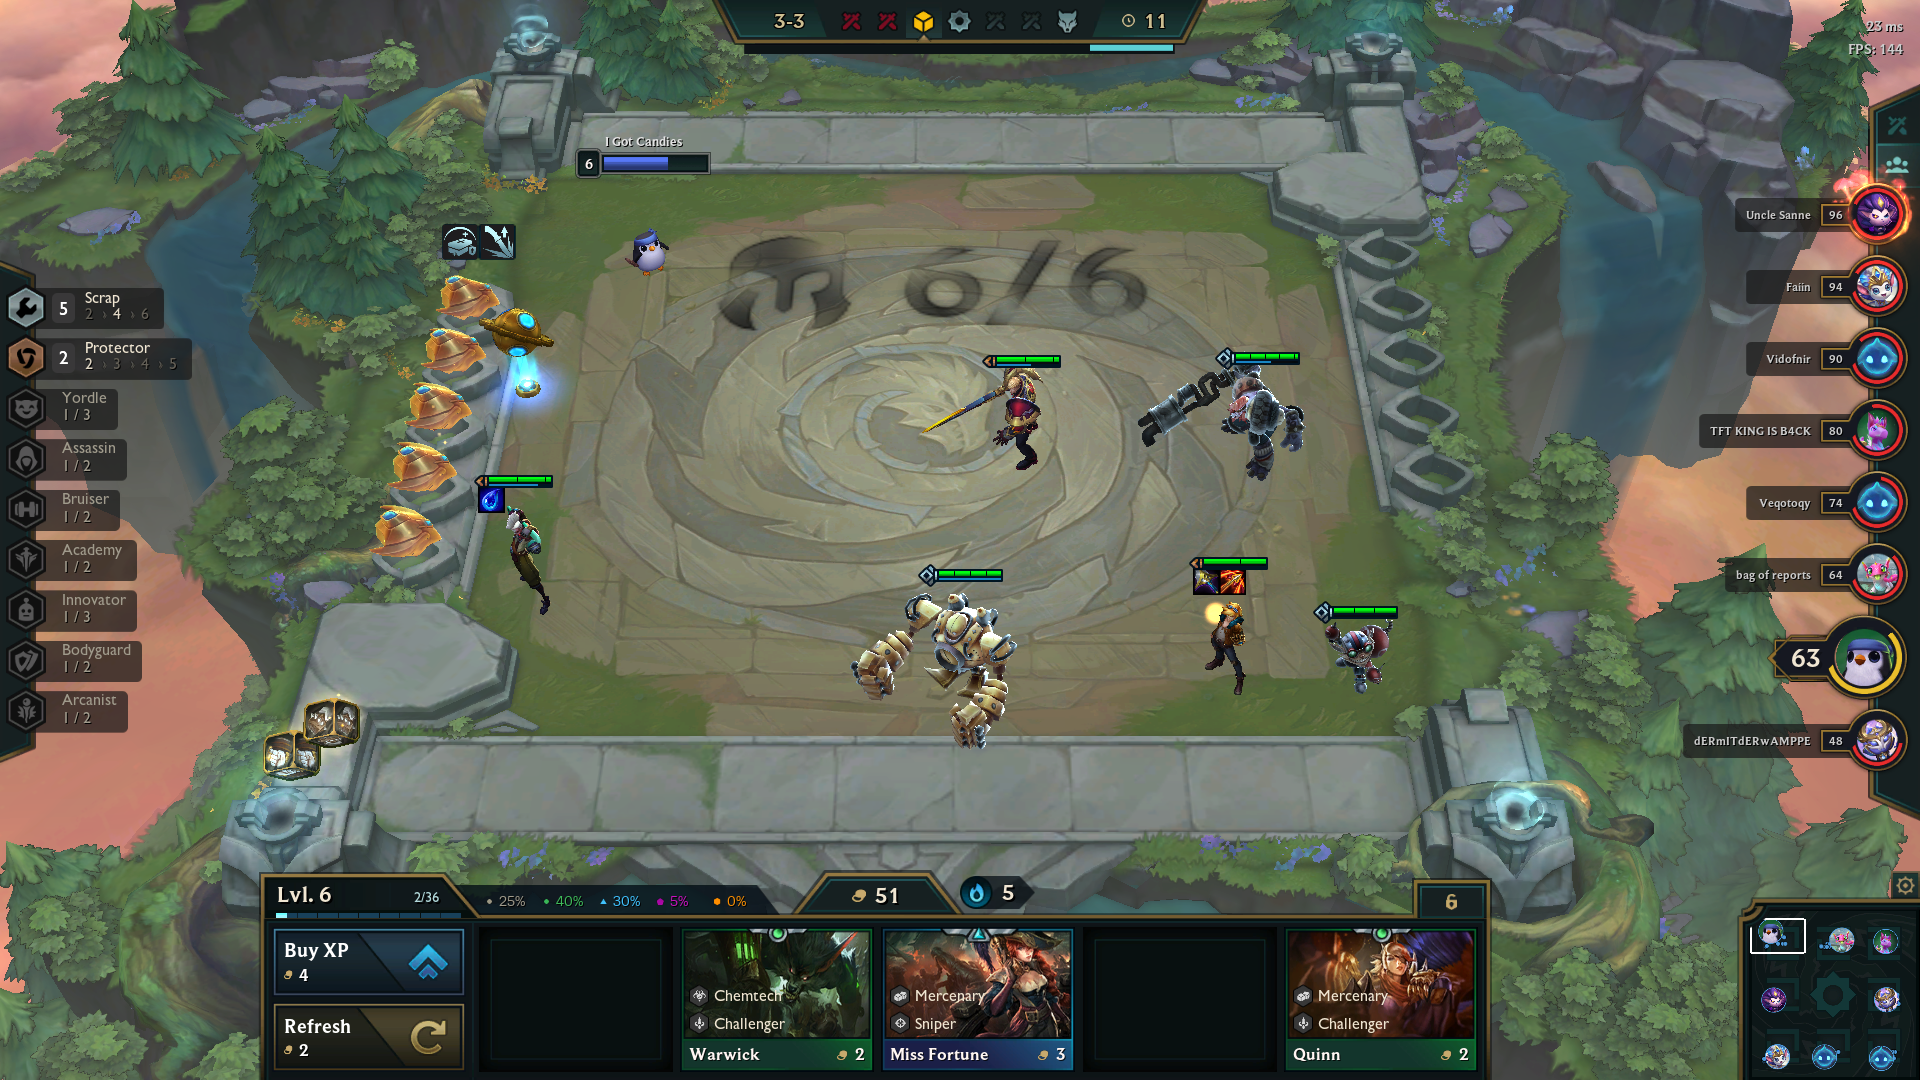 3-3
11
23 ms
FPS: 144
I Got Candies
6
6/6
5
Scrap
2 › 4 › 6
2
Protector
2 › 3 › 4 › 5
Yordle
1 / 3
Assassin
1 / 2
Bruiser
1 / 2
Academy
1 / 2
Innovator
1 / 3
Bodyguard
1 / 2
Arcanist
1 / 2
Uncle Sanne 96
Faiin 94
Vidofnir 90
TFT KING IS B4CK 80
Veqotoqy 74
bag of reports 64
63
dERmITdERwAMPPE 48
Lvl. 6
2/36
25% 40% 30% 5% 0%
51
5
6
Buy XP
4
Refresh
2
Chemtech
Challenger
Warwick 2
Mercenary
Sniper
Miss Fortune 3
Mercenary
Challenger
Quinn 2